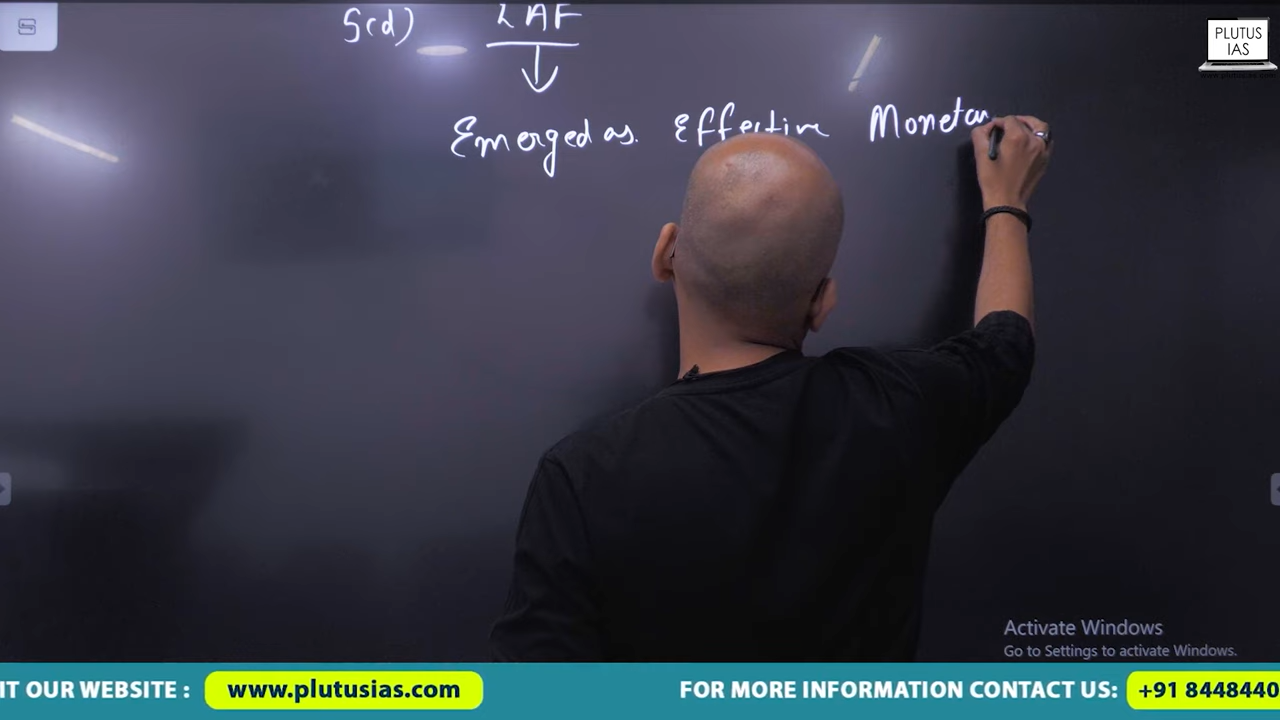 5(d) LAF
PLUTUS
IAS
Emerged as Effective Monetar
Activate Windows
Go to Settings to activate Windows.
IT OUR WEBSITE : www.plutusias.com FOR MORE INFORMATION CONTACT US: +91 8448440